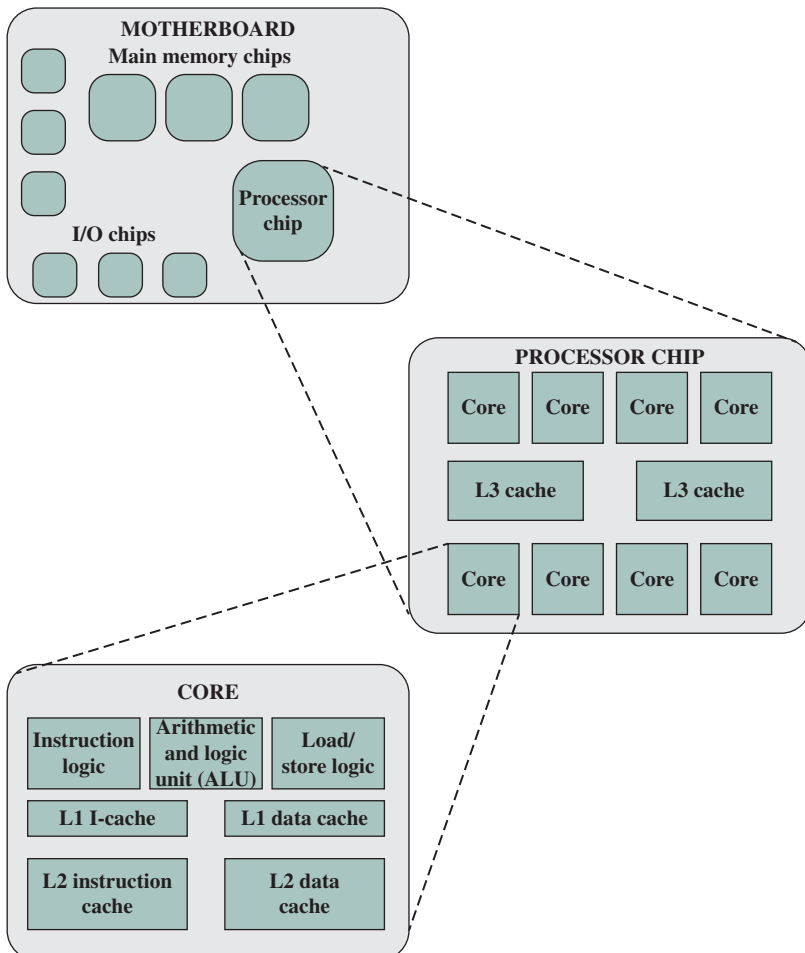 MOTHERBOARD
Main memory chips
Processor
chip
I/O chips
PROCESSOR CHIP
Core
Core
Core
Core
L3 cache
L3 cache
Core
Core
Core
Core
CORE
Instruction
logic
Arithmetic
and logic
unit (ALU)
Load/
store logic
L1 I-cache
L1 data cache
L2 instruction
cache
L2 data
cache